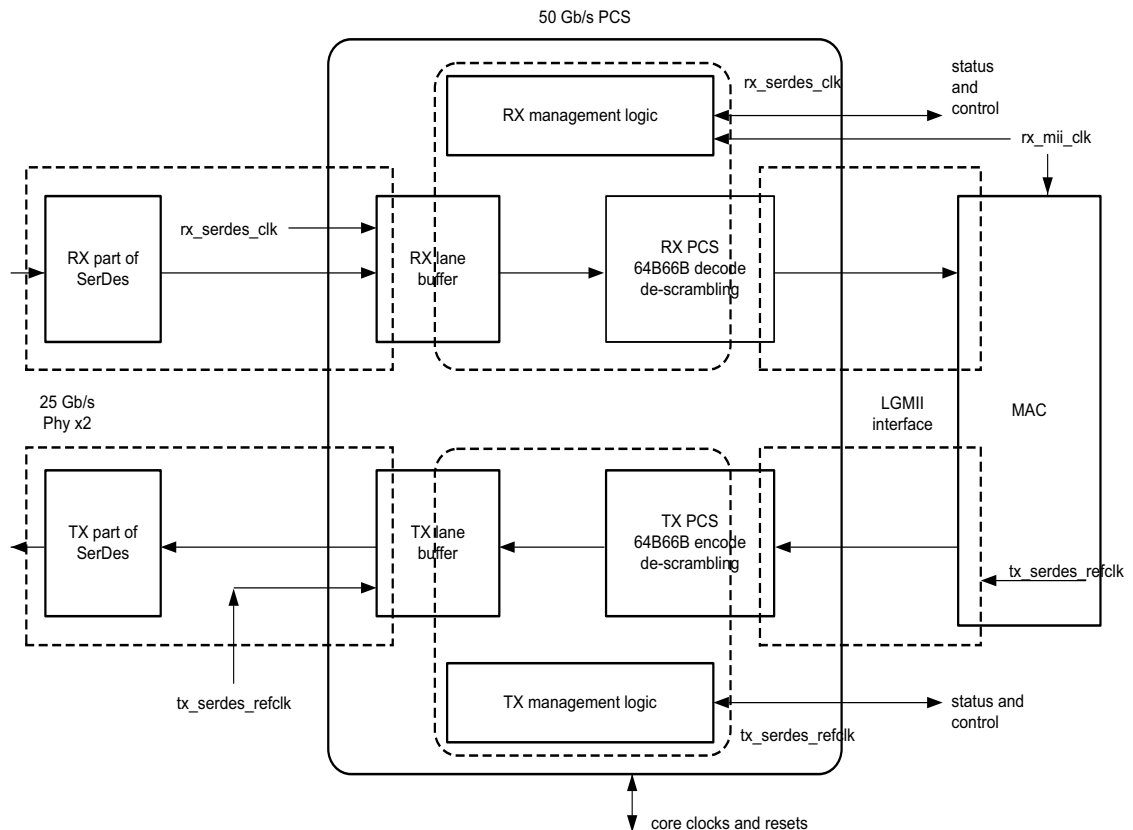 50 Gb/s PCS
RX management logic
rx_serdes_clk
status
and
control
rx_mii_clk
RX part of
SerDes
rx_serdes_clk
RX lane
buffer
RX PCS
64B66B decode
de-scrambling
25 Gb/s
Phy x2
LGMII
interface
MAC
TX part of
SerDes
TX lane
buffer
TX PCS
64B66B encode
de-scrambling
tx_serdes_refclk
tx_serdes_refclk
TX management logic
status and
control
tx_serdes_refclk
core clocks and resets